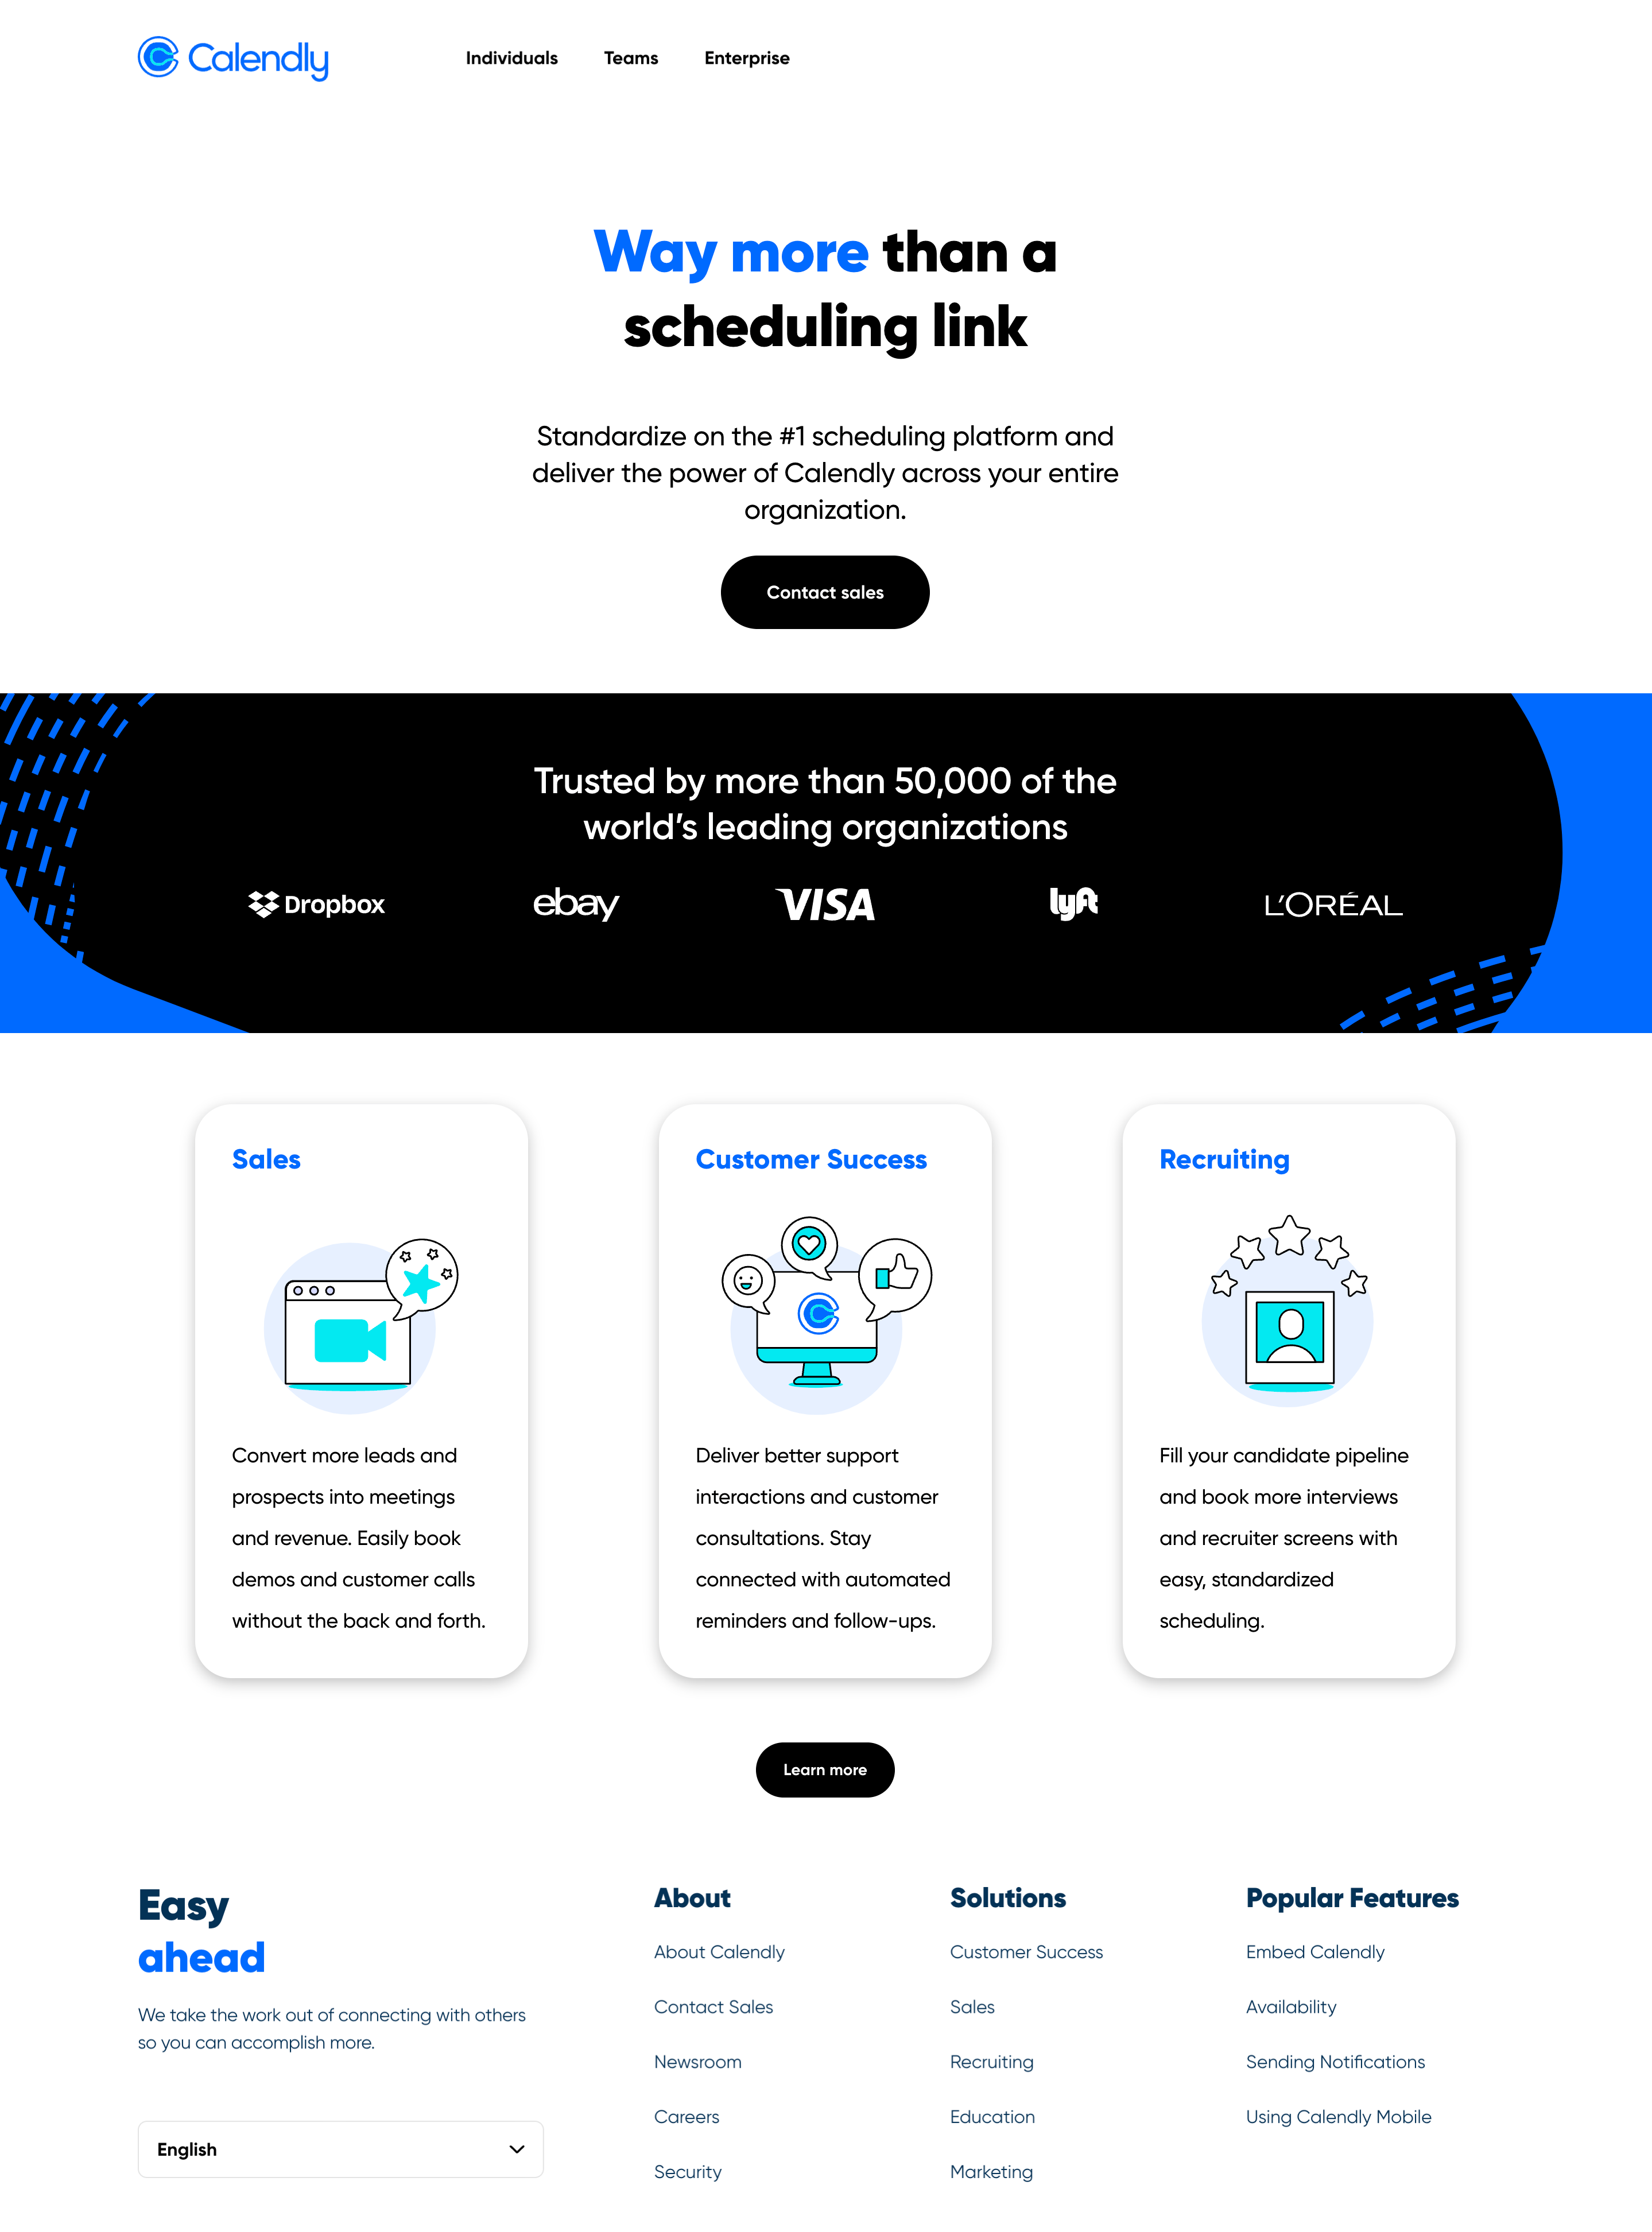 Calendly
Individuals
Teams
Enterprise
Way more than a
scheduling link
Standardize on the #1 scheduling platform and
deliver the power of Calendly across your entire
organization.
Contact sales
Trusted by more than 50,000 of the
world’s leading organizations
Dropbox
ebay
VISA
lyft
L’ORÉAL
Sales
Convert more leads and
prospects into meetings
and revenue. Easily book
demos and customer calls
without the back and forth.
Customer Success
Deliver better support
interactions and customer
consultations. Stay
connected with automated
reminders and follow-ups.
Recruiting
Fill your candidate pipeline
and book more interviews
and recruiter screens with
easy, standardized
scheduling.
Learn more
Easy
ahead
We take the work out of connecting with others
so you can accomplish more.
English
About
About Calendly
Contact Sales
Newsroom
Careers
Security
Solutions
Customer Success
Sales
Recruiting
Education
Marketing
Popular Features
Embed Calendly
Availability
Sending Notifications
Using Calendly Mobile